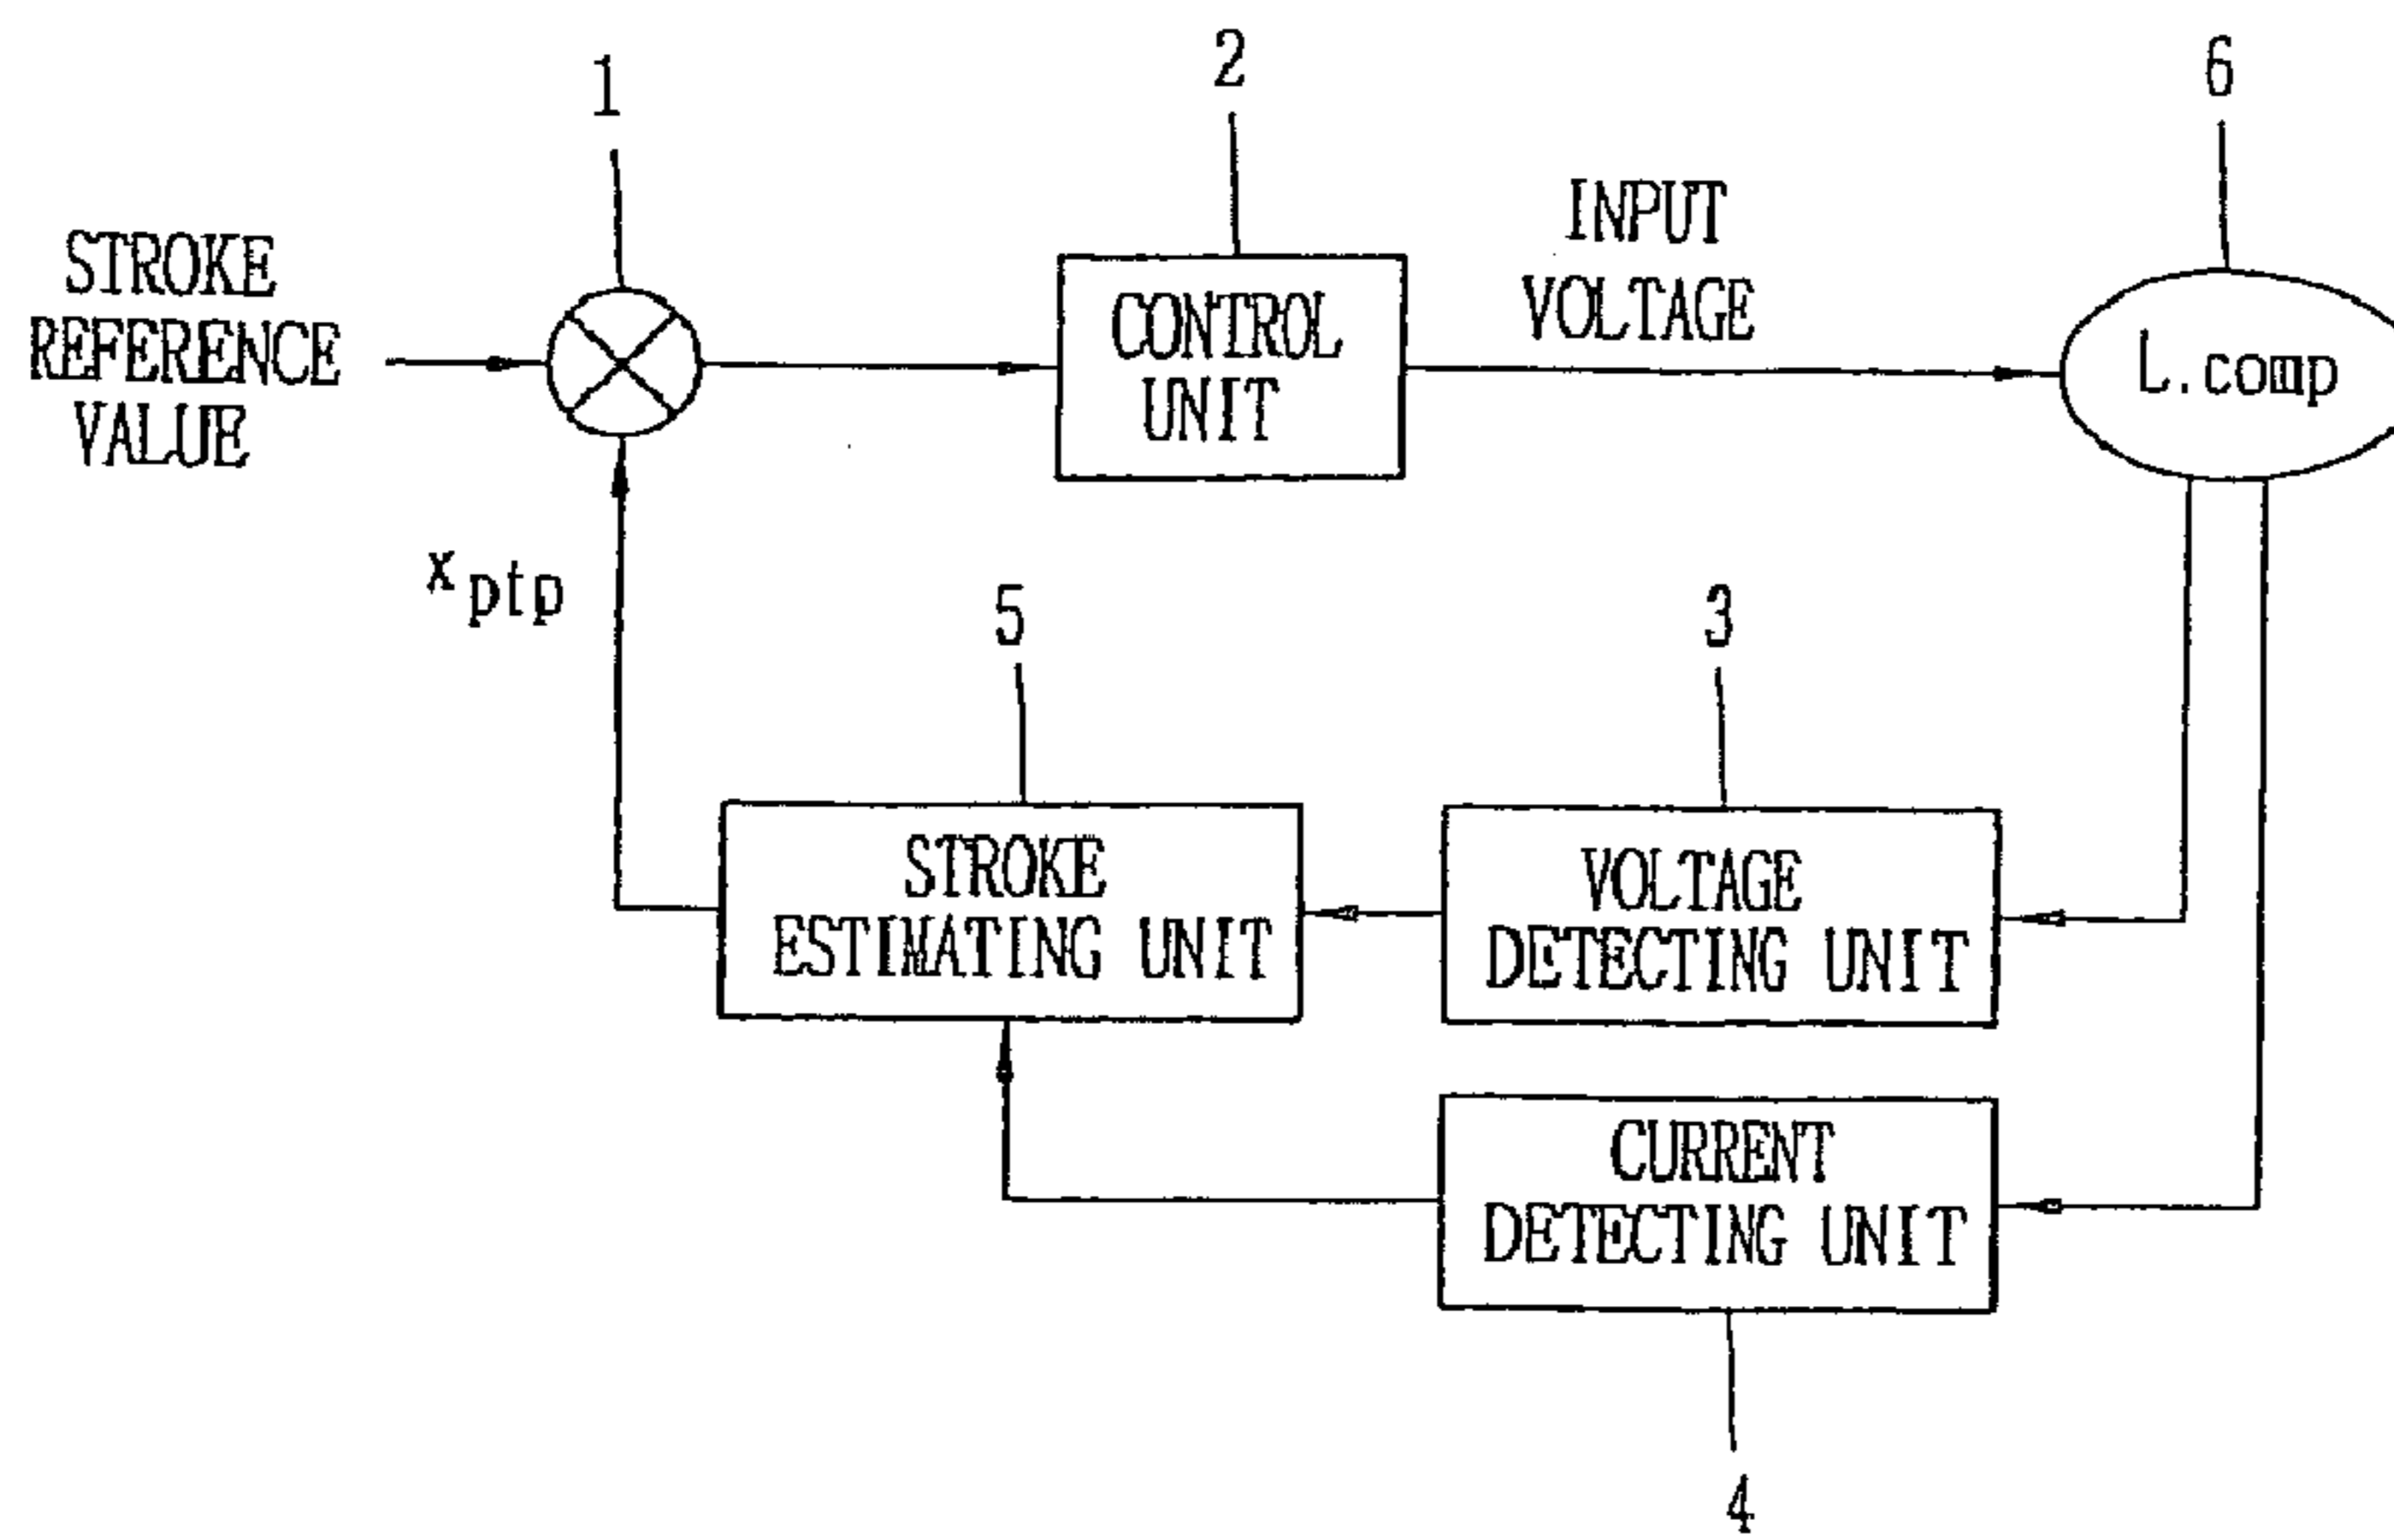 1
2
6
STROKE
REFERENCE
VALUE
CONTROL
UNIT
INPUT
VOLTAGE
L.comp
xptp
5
3
STROKE
ESTIMATING UNIT
VOLTAGE
DETECTING UNIT
CURRENT
DETECTING UNIT
4